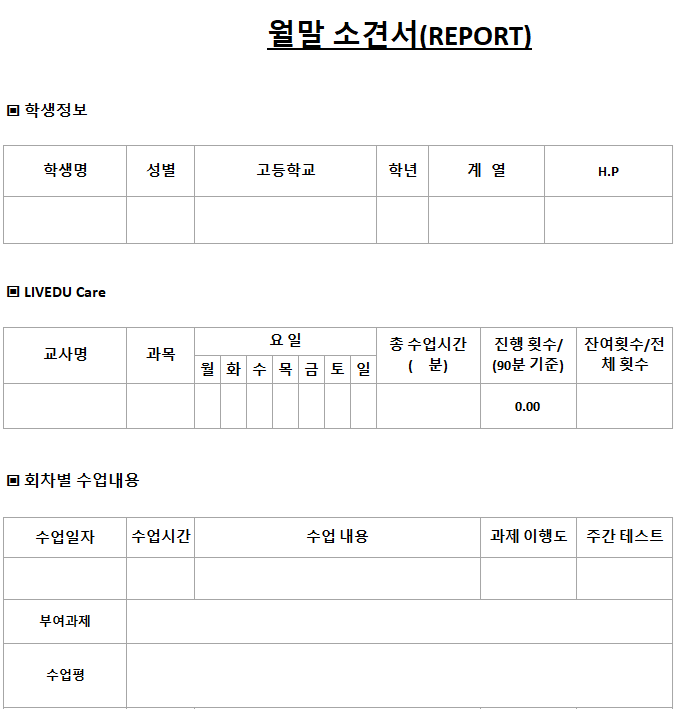 월말 소견서(REPORT)
▣ 학생정보
학생명 성별 고등학교 학년 계 열 H.P
▣ LIVEDU Care
교사명 과목 요 일 총 수업시간 진행 횟수/ 잔여횟수/전
월 화 수 목 금 토 일 ( 분) (90분 기준) 체 횟수
0.00
▣ 회차별 수업내용
수업일자 수업시간 수업 내용 과제 이행도 주간 테스트
부여과제
수업평